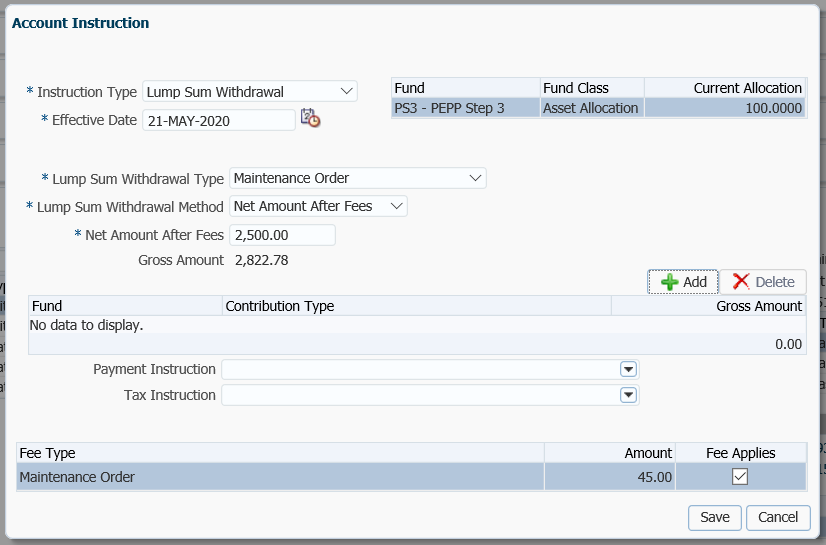 Account Instruction
* Instruction Type Lump Sum Withdrawal
* Effective Date 21-MAY-2020
Fund Fund Class Current Allocation
PS3 - PEPP Step 3 Asset Allocation 100.0000
* Lump Sum Withdrawal Type Maintenance Order
* Lump Sum Withdrawal Method Net Amount After Fees
* Net Amount After Fees 2,500.00
Gross Amount 2,822.78
Add Delete
Fund Contribution Type Gross Amount
No data to display.
0.00
Payment Instruction
Tax Instruction
Fee Type Amount Fee Applies
Maintenance Order 45.00
Save Cancel